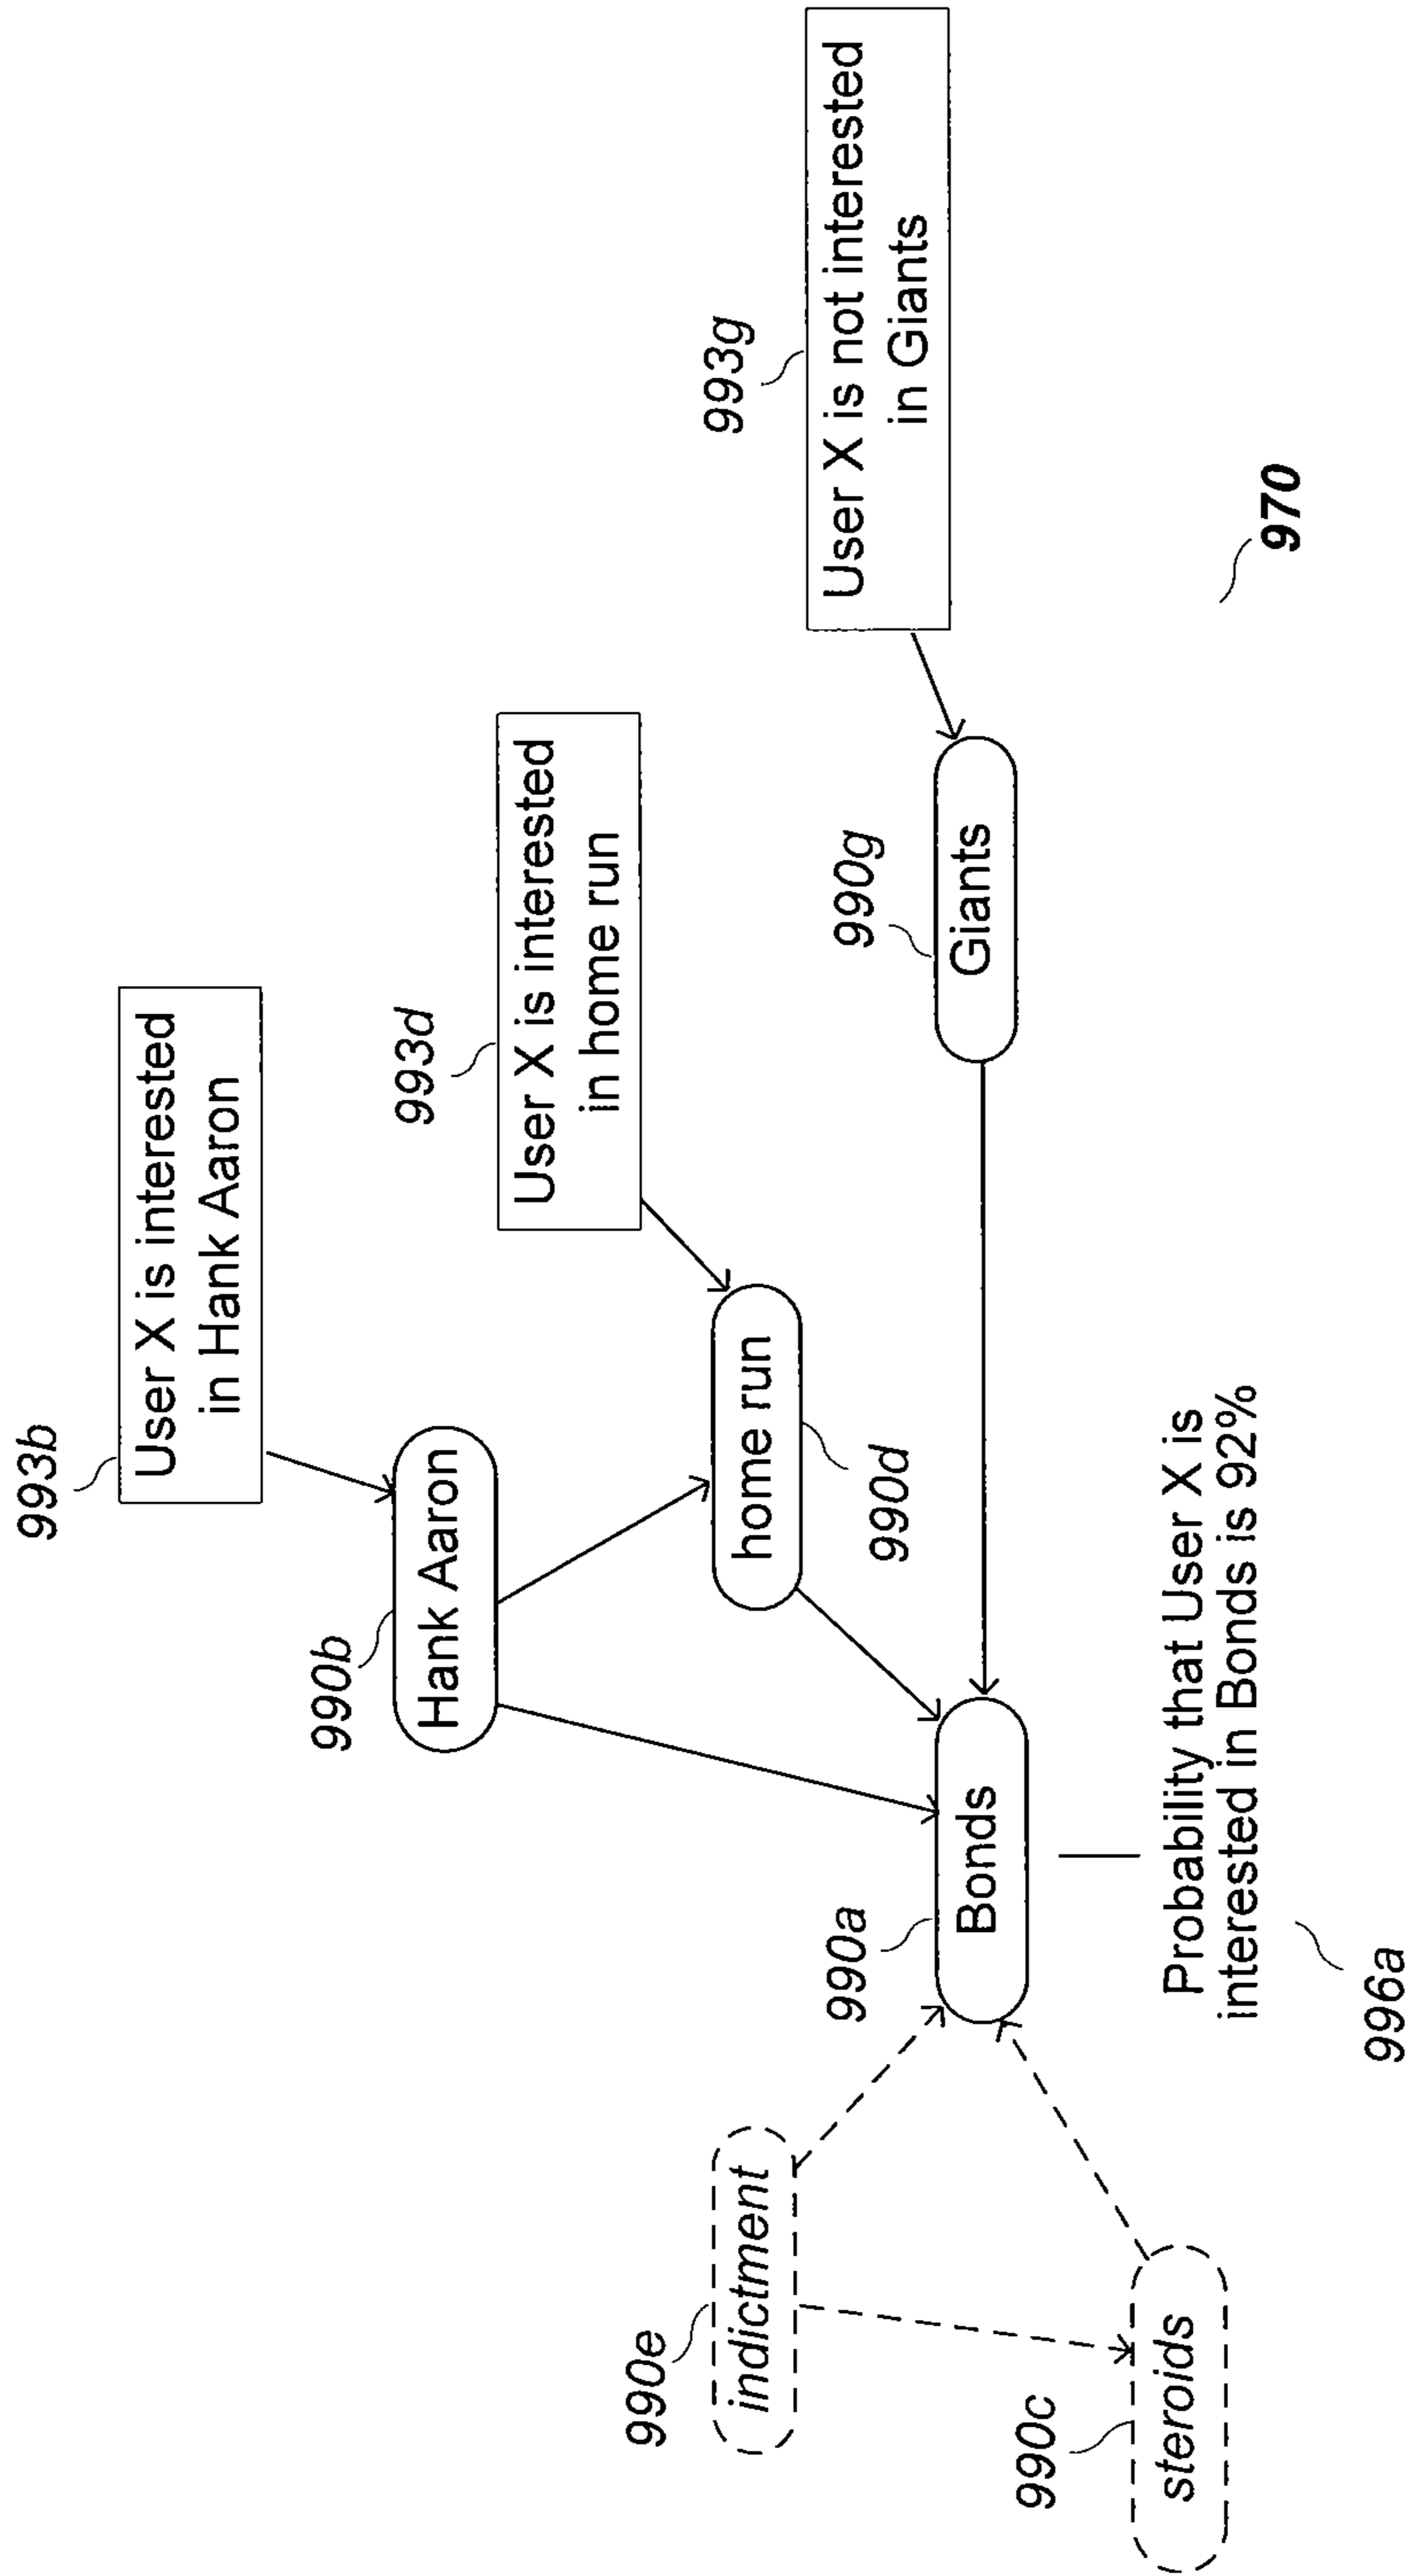 993b
User X is interested
in Hank Aaron
990b
Hank Aaron
993d
User X is interested
in home run
990e
indictment
home run
990d
993g
User X is not interested
in Giants
990a
Bonds
990g
Giants
990c
steroids
Probability that User X is
interested in Bonds is 92%
996a
970